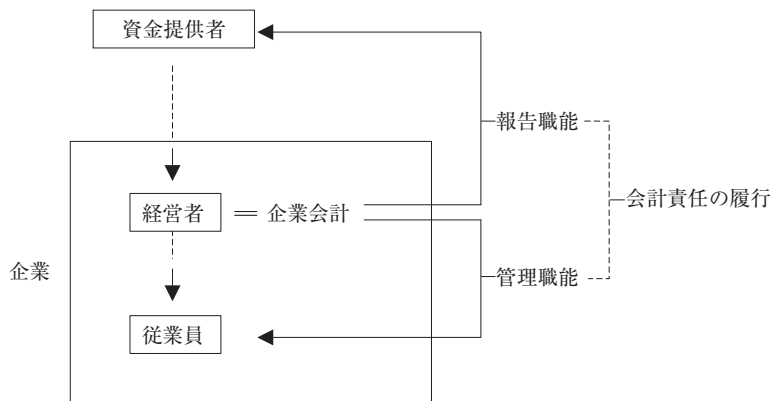 資金提供者
報告職能
経営者 = 企業会計
会計責任の履行
企業
管理職能
従業員